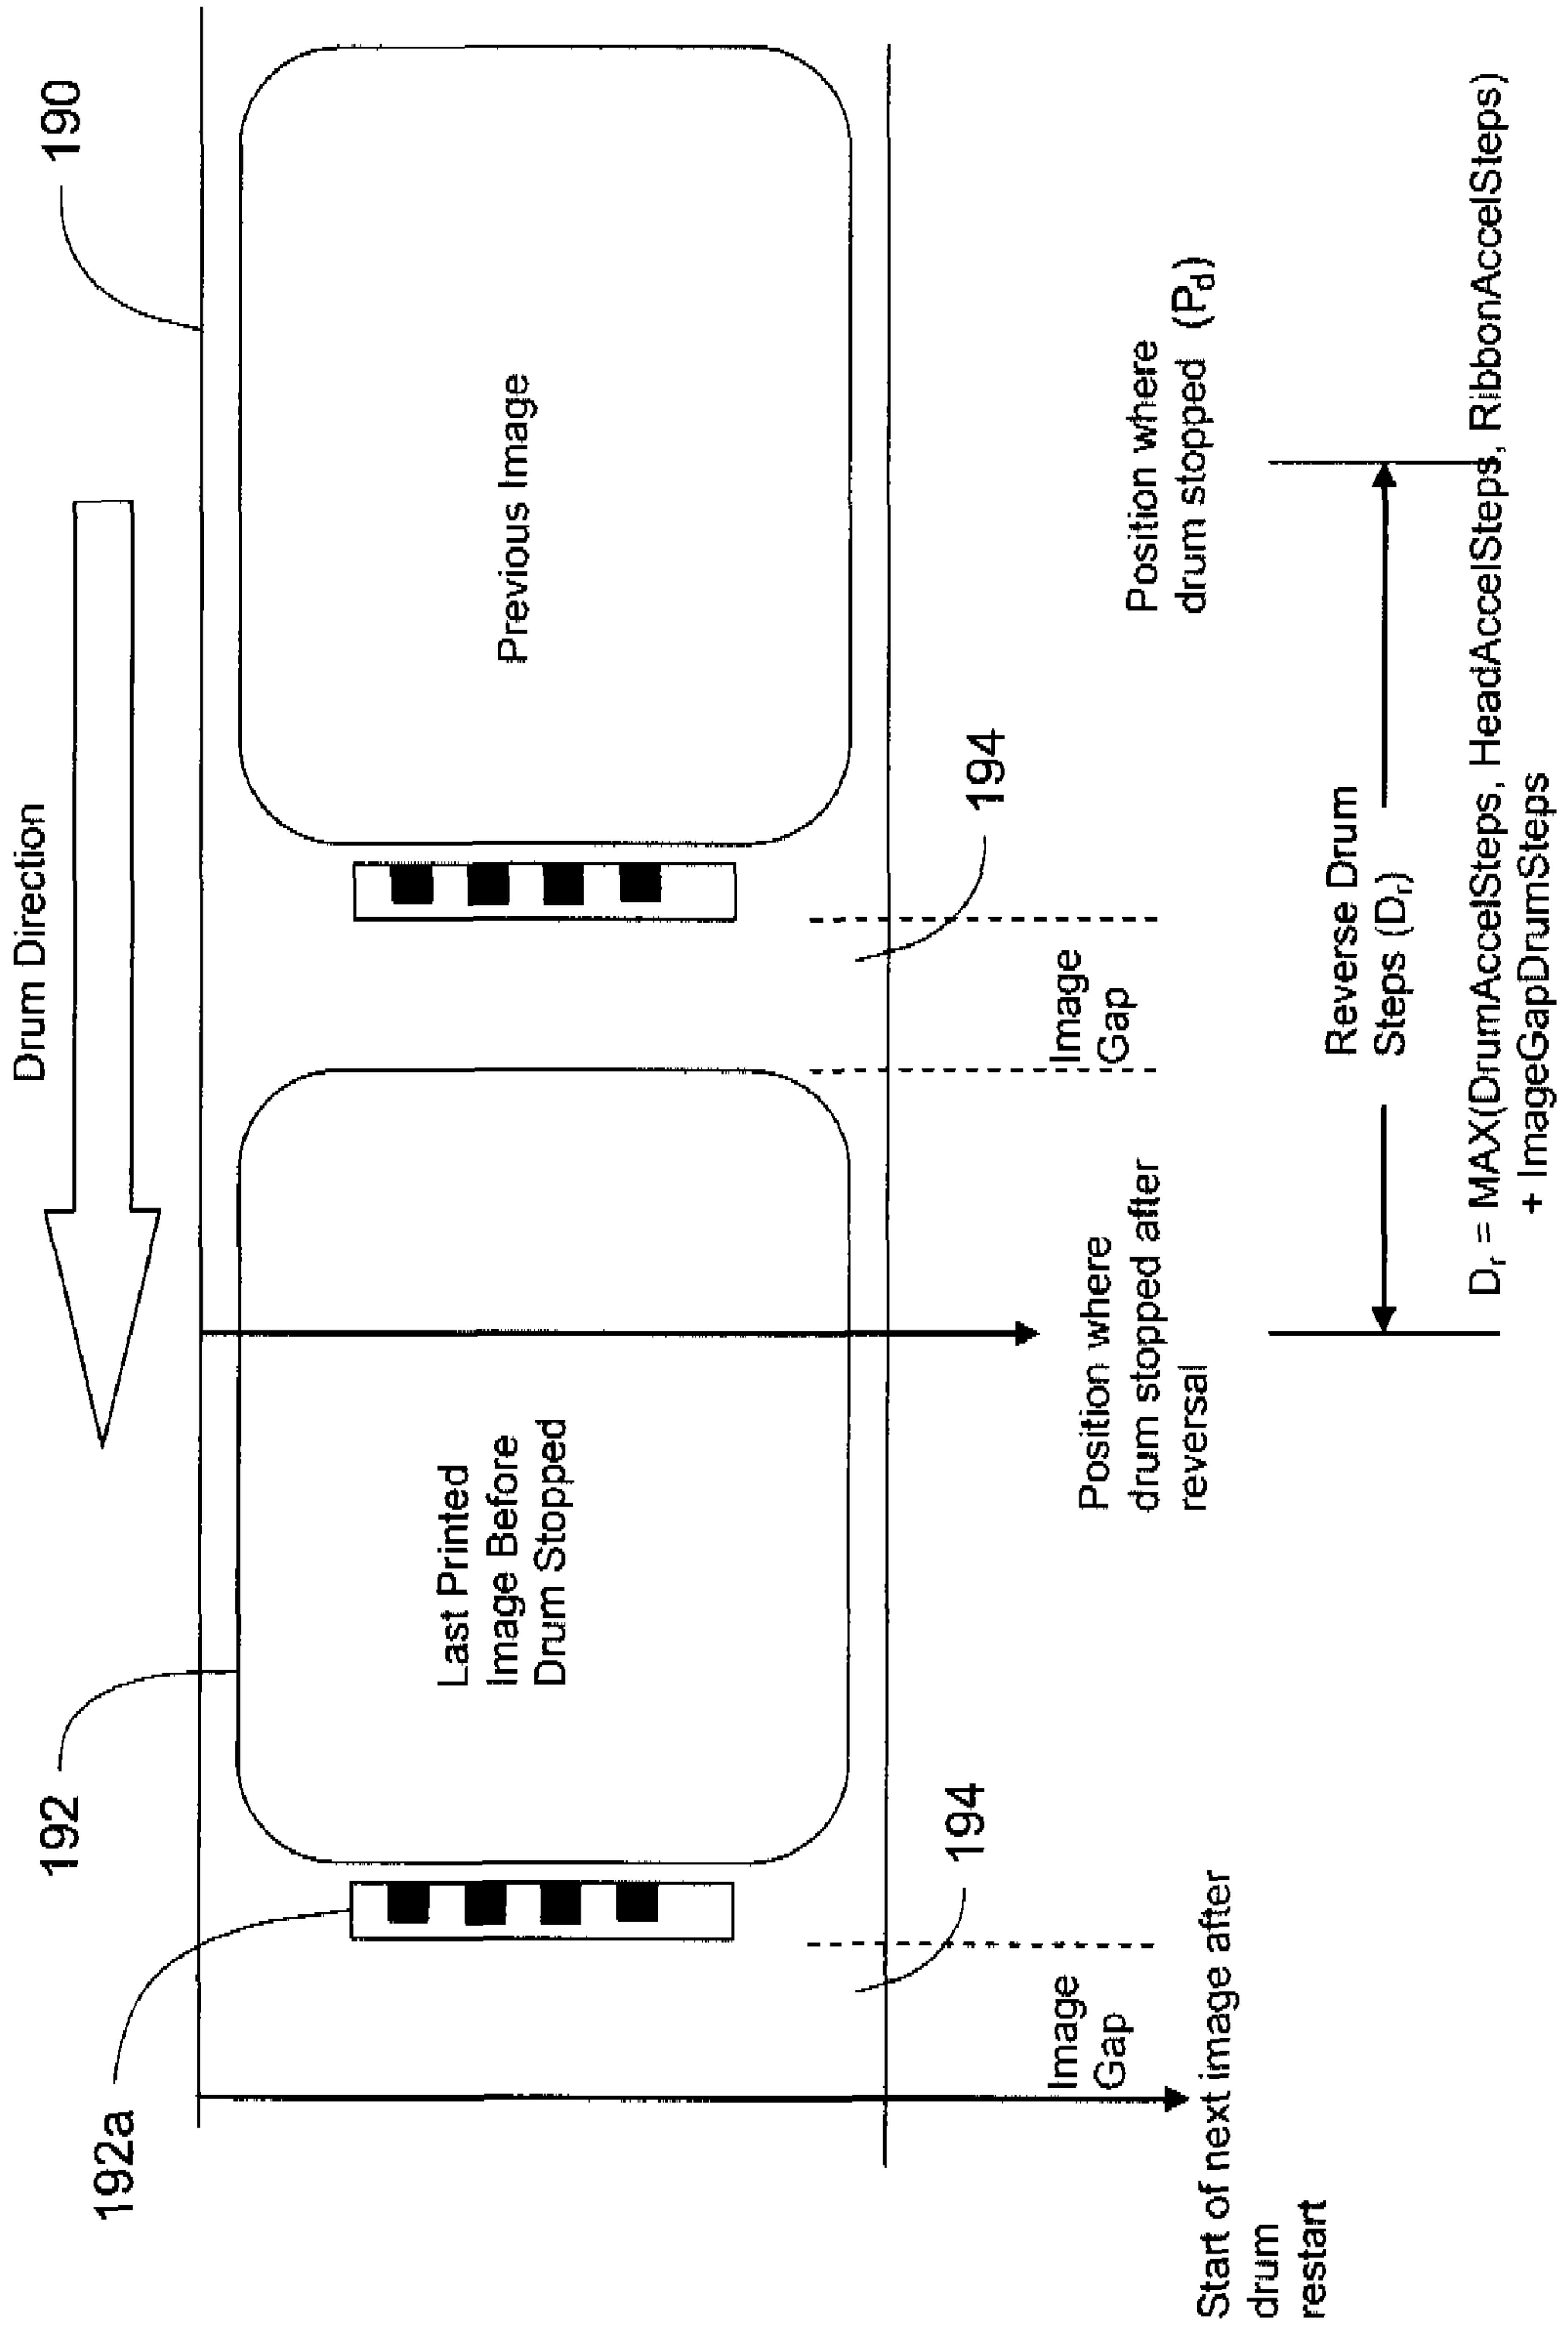 Drum Direction
190
192
192a
Last Printed
Image Before
Drum Stopped
Previous Image
194
194
Image
Gap
Image
Gap
Start of next image after
drum
restart
Position where
drum stopped after
reversal
Position where
drum stopped (Pd)
Reverse Drum
Steps (Dr)
Dr = MAX(DrumAccelSteps, HeadAccelSteps, RibbonAccelSteps)
+ ImageGapDrumSteps